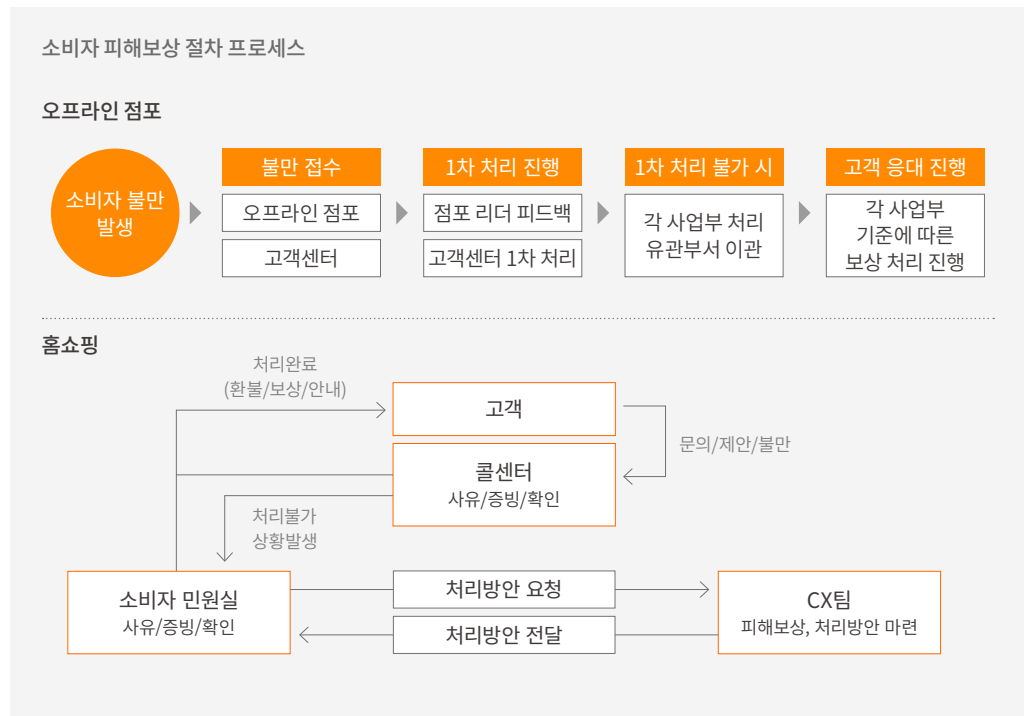 소비자 피해보상 절차 프로세스
오프라인 점포
소비자 불만
발생
불만 접수
오프라인 점포
고객센터
1차 처리 진행
점포 리더 피드백
고객센터 1차 처리
1차 처리 불가 시
각 사업부 처리
유관부서 이관
고객 응대 진행
각 사업부
기준에 따른
보상 처리 진행
홈쇼핑
처리완료
(환불/보상/안내)
고객
문의/제안/불만
콜센터
사유/증빙/확인
처리불가
상황발생
소비자 민원실
사유/증빙/확인
처리방안 요청
처리방안 전달
CX팀
피해보상, 처리방안 마련